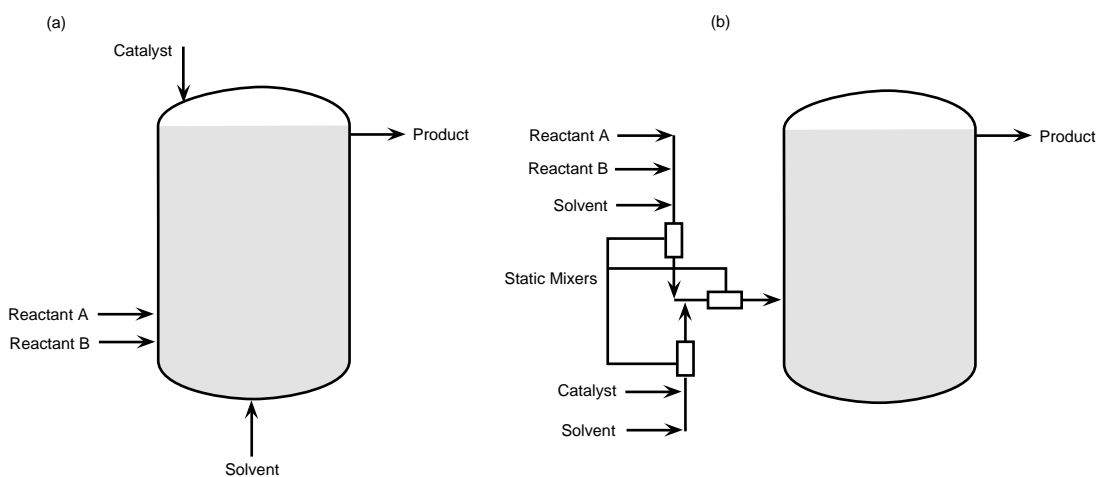 (a)
Catalyst
Product
Reactant A
Reactant B
Solvent
(b)
Reactant A
Reactant B
Solvent
Static Mixers
Catalyst
Solvent
Product